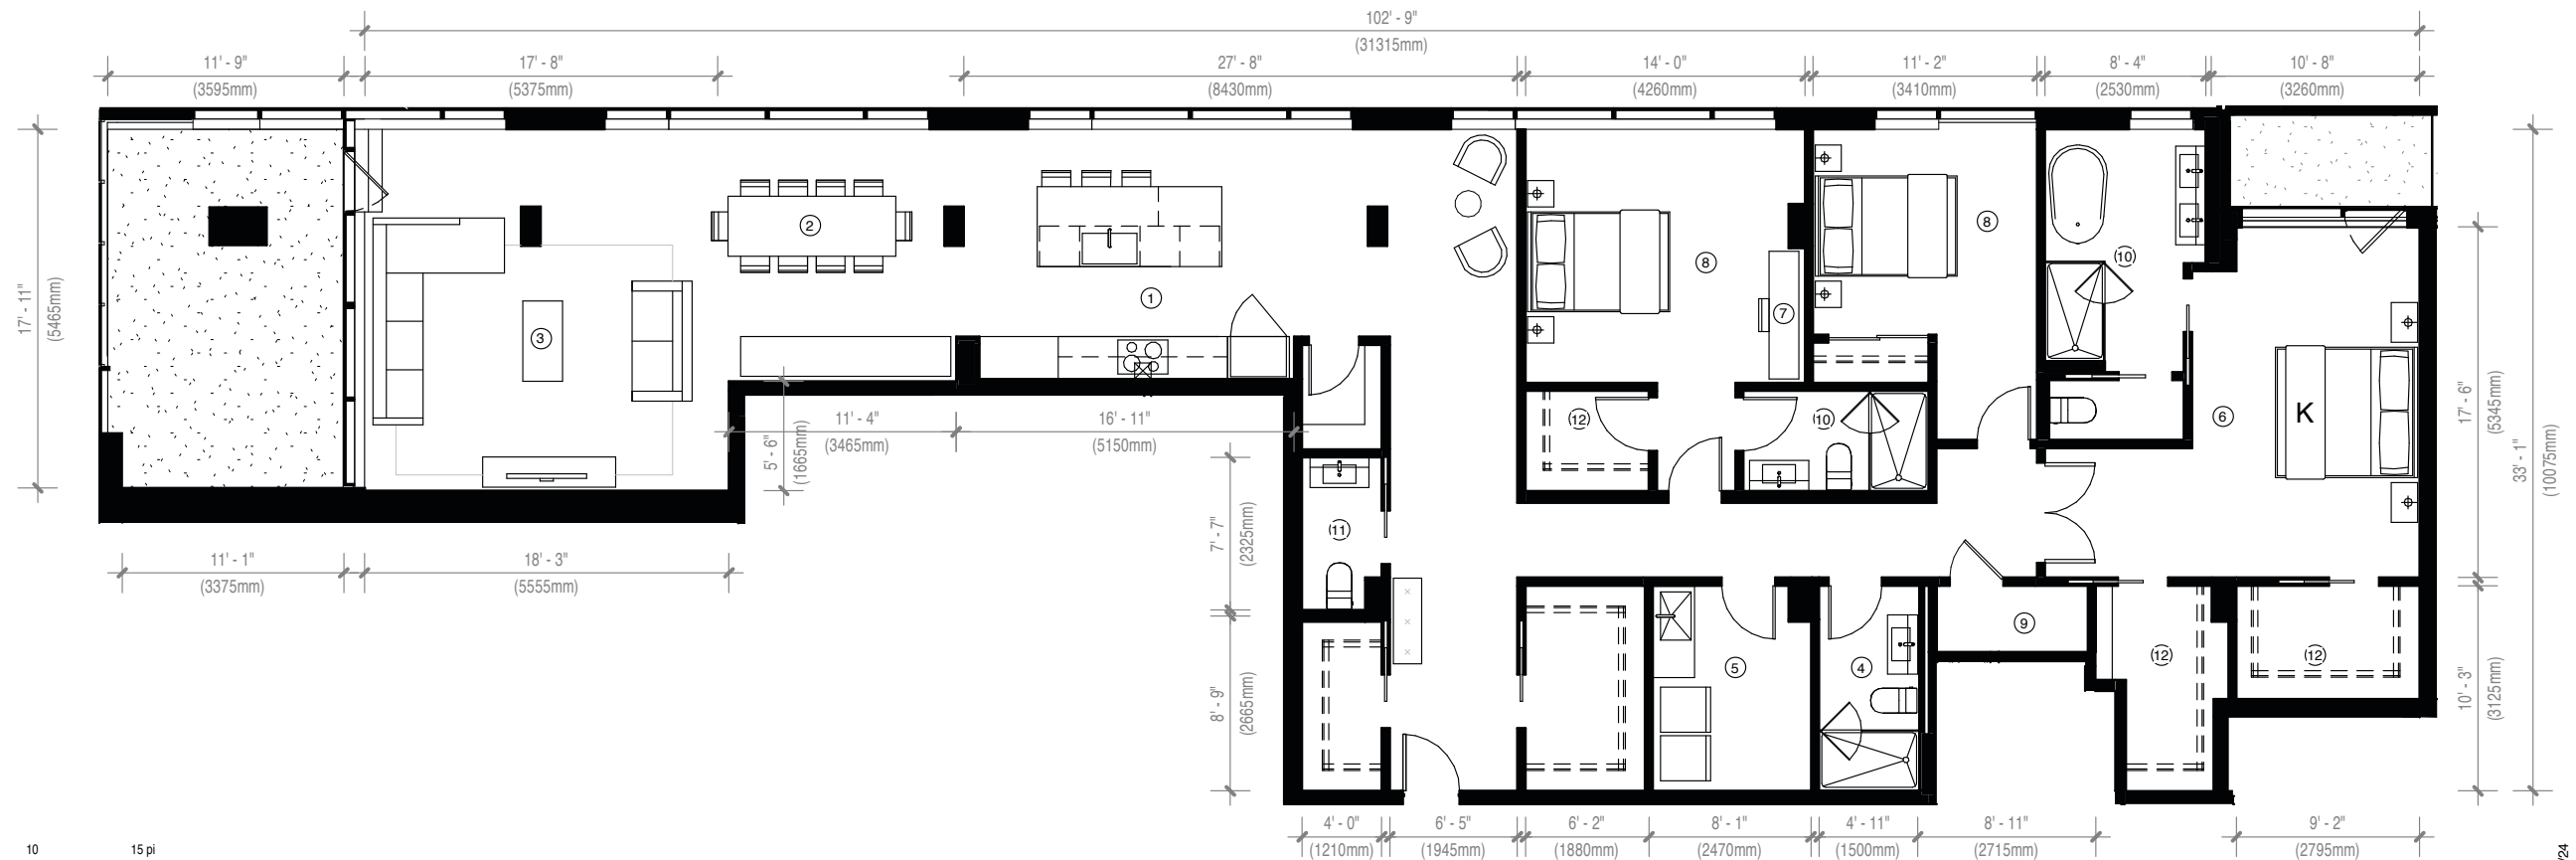 102' - 9"
(31315mm)
11' - 9"
(3595mm)
17' - 8"
(5375mm)
27' - 8"
(8430mm)
14' - 0"
(4260mm)
11' - 2"
(3410mm)
8' - 4"
(2530mm)
10' - 8"
(3260mm)
17' - 11"
(5465mm)
2
8
8
10
1
7
3
6
K
12
10
11' - 4"
(3465mm)
16' - 11"
(5150mm)
5' - 6"
(1665mm)
17' - 6"
(5345mm)
33' - 1"
(10075mm)
11
7' - 7"
(2325mm)
11' - 1"
(3375mm)
18' - 3"
(5555mm)
9
5
4
12
12
8' - 9"
(2665mm)
10' - 3"
(3125mm)
4' - 0"
(1210mm)
6' - 5"
(1945mm)
6' - 2"
(1880mm)
8' - 1"
(2470mm)
4' - 11"
(1500mm)
8' - 11"
(2715mm)
9' - 2"
(2795mm)
10
15 pi